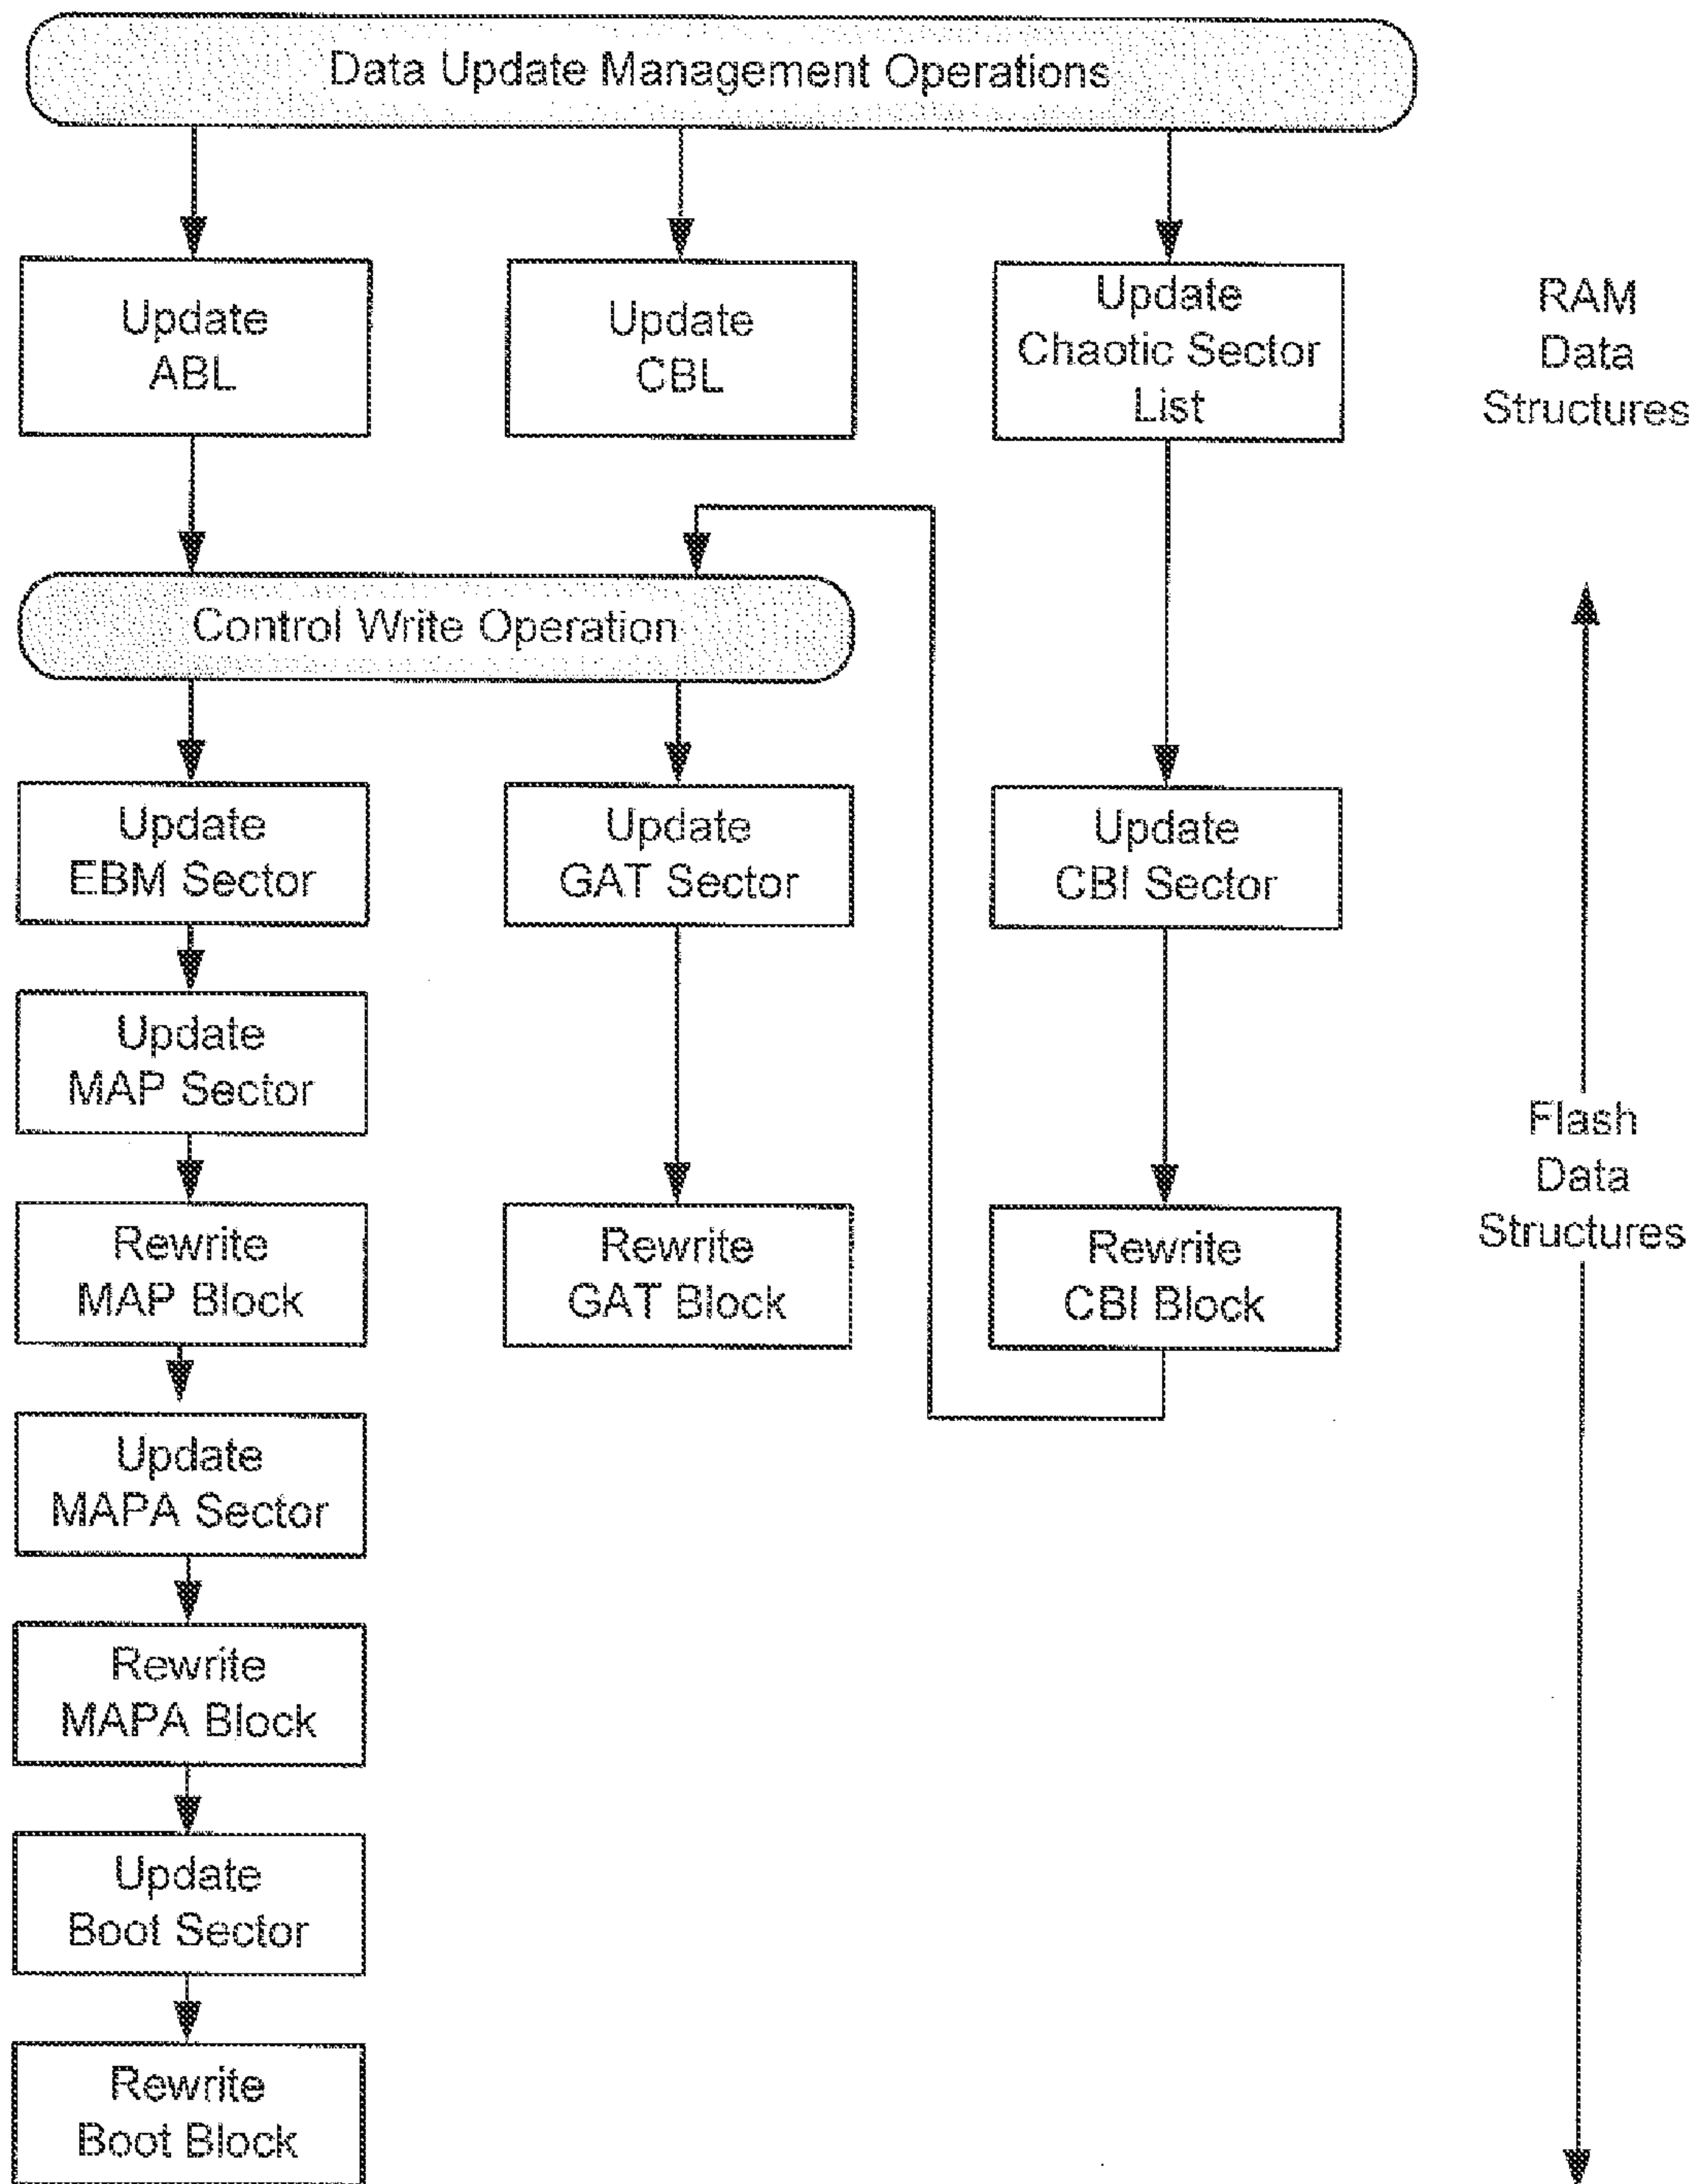 Data Update Management Operations
Update
ABL
Update
CBL
Update
Chaotic Sector
List
RAM
Data
Structures
Control Write Operation
Update
EBM Sector
Update
GAT Sector
Update
CBI Sector
Update
MAP Sector
Flash
Data
Structures
Rewrite
MAP Block
Rewrite
GAT Block
Rewrite
CBI Block
Update
MAPA Sector
Rewrite
MAPA Block
Update
Boot Sector
Rewrite
Boot Block